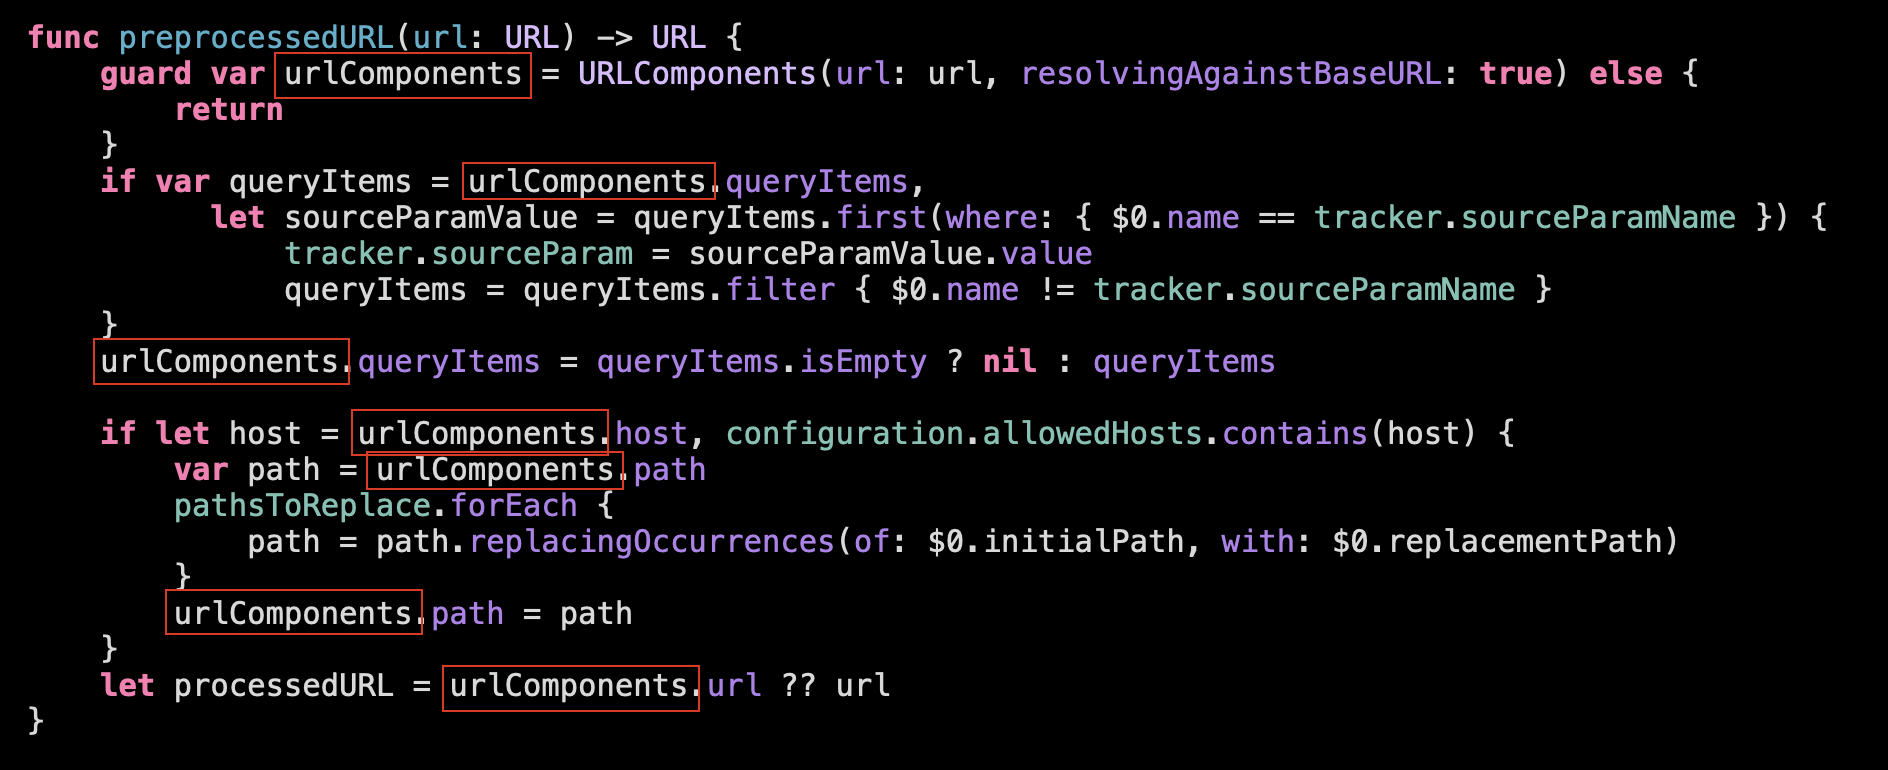 func preprocessedURL(url: URL) -> URL {
    guard var urlComponents = URLComponents(url: url, resolvingAgainstBaseURL: true) else {
        return
    }
    if var queryItems = urlComponents.queryItems,
          let sourceParamValue = queryItems.first(where: { $0.name == tracker.sourceParamName }) {
              tracker.sourceParam = sourceParamValue.value
              queryItems = queryItems.filter { $0.name != tracker.sourceParamName }
    }
    urlComponents.queryItems = queryItems.isEmpty ? nil : queryItems

    if let host = urlComponents.host, configuration.allowedHosts.contains(host) {
        var path = urlComponents.path
        pathsToReplace.forEach {
            path = path.replacingOccurrences(of: $0.initialPath, with: $0.replacementPath)
        }
        urlComponents.path = path
    }
    let processedURL = urlComponents.url ?? url
}